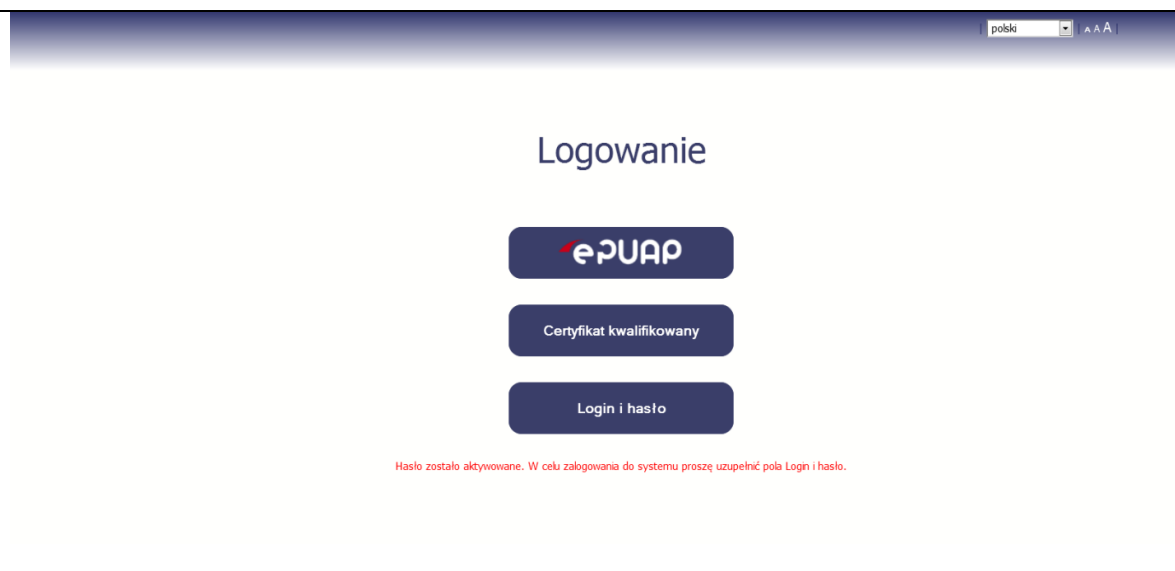 | polski | A A A |
Logowanie
ePUAP
Certyfikat kwalifikowany
Login i hasło
Hasło zostało aktywowane. W celu zalogowania do systemu proszę uzupełnić pola Login i hasło.